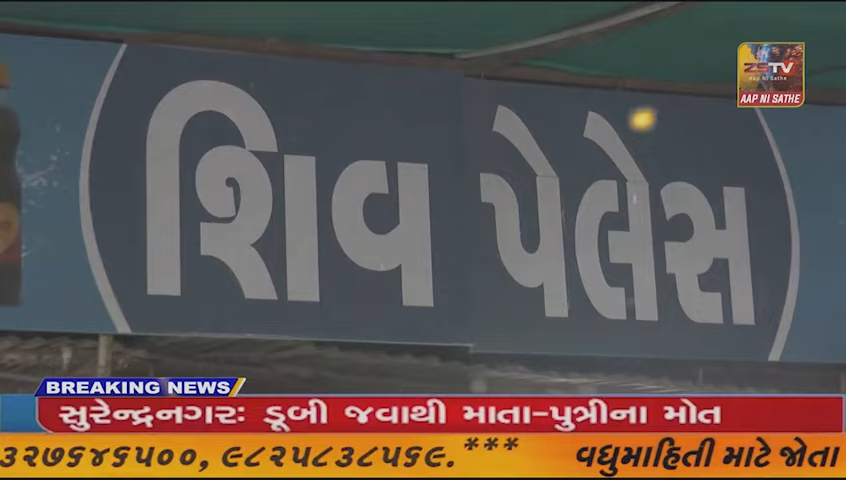 ZSTV
Aap Ni Sathe
AAP NI SATHE
શિવ પેલેસ
BREAKING NEWS
સુરેન્દ્રનગરઃ ડૂબી જવાથી માતા-પુત્રીના મોત
૩૨૭૬૪૬૫૦૦, ૯૮૨૫૮૩૮૫૬૯.*** વધુમાહિતી માટે જોતા